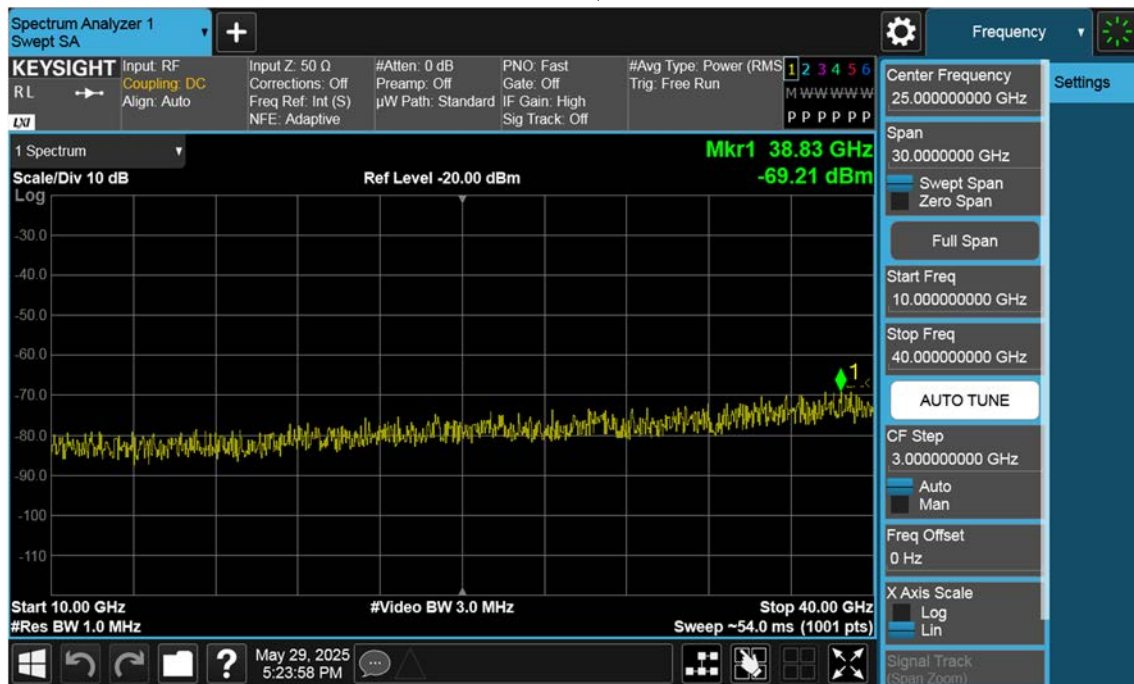 Spectrum Analyzer 1
Swept SA
+
Frequency
KEYSIGHT
RL
LXI
Input: RF
Coupling: DC
Align: Auto
Input Z: 50 Ω
Corrections: Off
Freq Ref: Int (S)
NFE: Adaptive
#Atten: 0 dB
Preamp: Off
µW Path: Standard
PNO: Fast
Gate: Off
IF Gain: High
Sig Track: Off
#Avg Type: Power (RMS
Trig: Free Run
1 2 3 4 5 6
M W W W W W
P P P P P P
1 Spectrum
Scale/Div 10 dB
Ref Level -20.00 dBm
Mkr1 38.83 GHz
-69.21 dBm
Log
-30.0
-40.0
-50.0
-60.0
-70.0
-80.0
-90.0
-100
-110
1
Start 10.00 GHz
#Video BW 3.0 MHz
Stop 40.00 GHz
#Res BW 1.0 MHz
Sweep ~54.0 ms (1001 pts)
?
May 29, 2025
5:23:58 PM
Center Frequency
25.000000000 GHz
Span
30.0000000 GHz
Swept Span
Zero Span
Full Span
Start Freq
10.000000000 GHz
Stop Freq
40.000000000 GHz
AUTO TUNE
CF Step
3.000000000 GHz
Auto
Man
Freq Offset
0 Hz
X Axis Scale
Log
Lin
Signal Track
(Span Zoom)
Settings